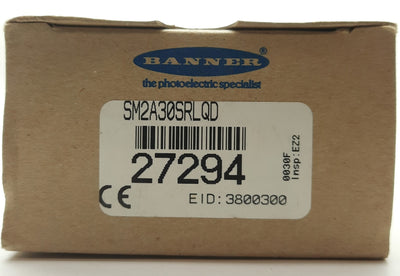 BANNER
the photoelectric specialist
SM2A30SRLQD
27294
0030F
Insp:EZ2
CE
EID: 3800300